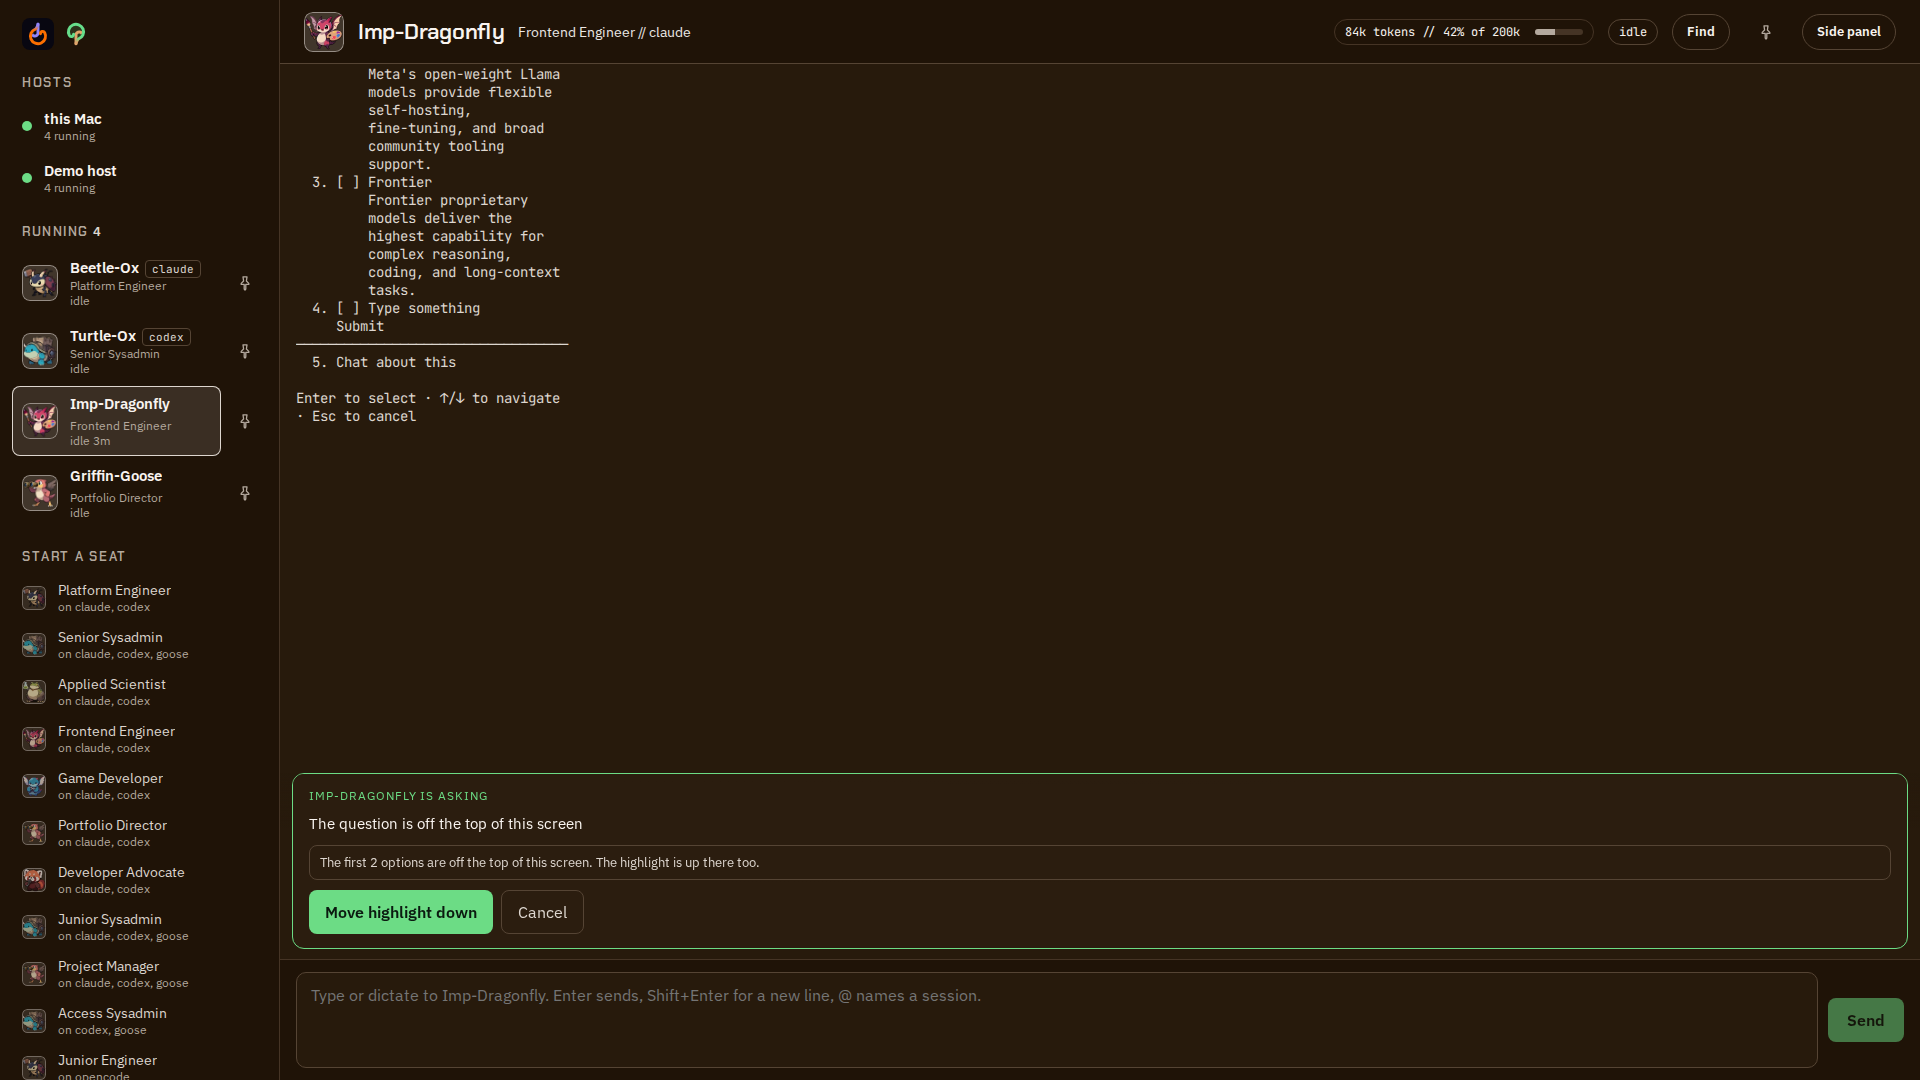 HOSTS
this Mac
4 running
Demo host
4 running
RUNNING 4
Beetle-Ox claude
Platform Engineer
idle
Turtle-Ox codex
Senior Sysadmin
idle
Imp-Dragonfly
Frontend Engineer
idle 3m
Griffin-Goose
Portfolio Director
idle
START A SEAT
Platform Engineer
on claude, codex
Senior Sysadmin
on claude, codex, goose
Applied Scientist
on claude, codex
Frontend Engineer
on claude, codex
Game Developer
on claude, codex
Portfolio Director
on claude, codex
Developer Advocate
on claude, codex
Junior Sysadmin
on claude, codex, goose
Project Manager
on claude, codex, goose
Access Sysadmin
on codex, goose
Junior Engineer
on opencode
Imp-Dragonfly Frontend Engineer // claude
84k tokens // 42% of 200k idle Find Side panel
Meta's open-weight Llama
models provide flexible
self-hosting,
fine-tuning, and broad
community tooling
support.
3. [ ] Frontier
Frontier proprietary
models deliver the
highest capability for
complex reasoning,
coding, and long-context
tasks.
4. [ ] Type something
Submit
5. Chat about this
Enter to select · ↑/↓ to navigate
· Esc to cancel
IMP-DRAGONFLY IS ASKING
The question is off the top of this screen
The first 2 options are off the top of this screen. The highlight is up there too.
Move highlight down Cancel
Type or dictate to Imp-Dragonfly. Enter sends, Shift+Enter for a new line, @ names a session.
Send